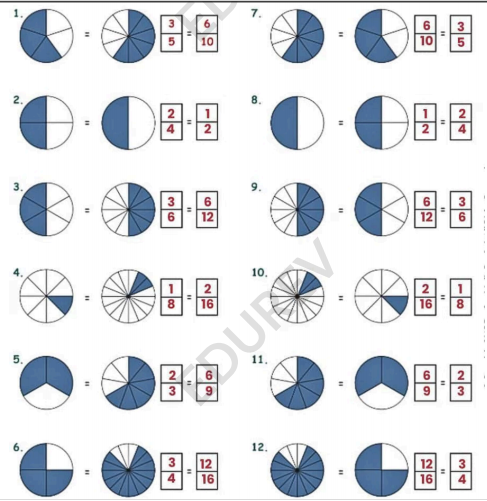 1. = 3/5 = 6/10
7. = 6/10 = 3/5
2. = 2/4 = 1/2
8. = 1/2 = 2/4
3. = 3/6 = 6/12
9. = 6/12 = 3/6
4. = 1/8 = 2/16
10. = 2/16 = 1/8
5. = 2/3 = 6/9
11. = 6/9 = 2/3
6. = 3/4 = 12/16
12. = 12/16 = 3/4
EDUREV